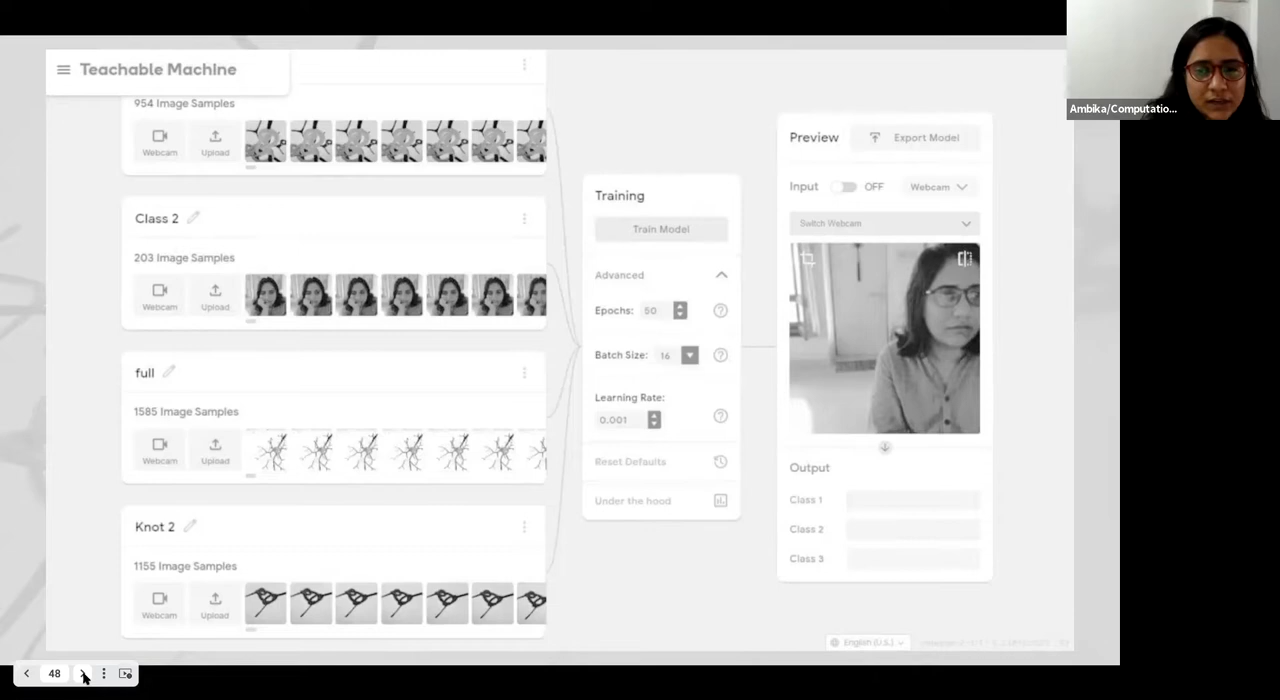 Teachable Machine
954 Image Samples
Webcam
Upload
Class 2
203 Image Samples
Webcam
Upload
full
1585 Image Samples
Webcam
Upload
Knot 2
1155 Image Samples
Webcam
Upload
Training
Train Model
Advanced
Epochs: 50
Batch Size: 16
Learning Rate:
0.001
Reset Defaults
Under the hood
Preview
Export Model
Input OFF Webcam
Switch Webcam
Output
Class 1
Class 2
Class 3
English (U.S.)
Ambika/Computatio...
48